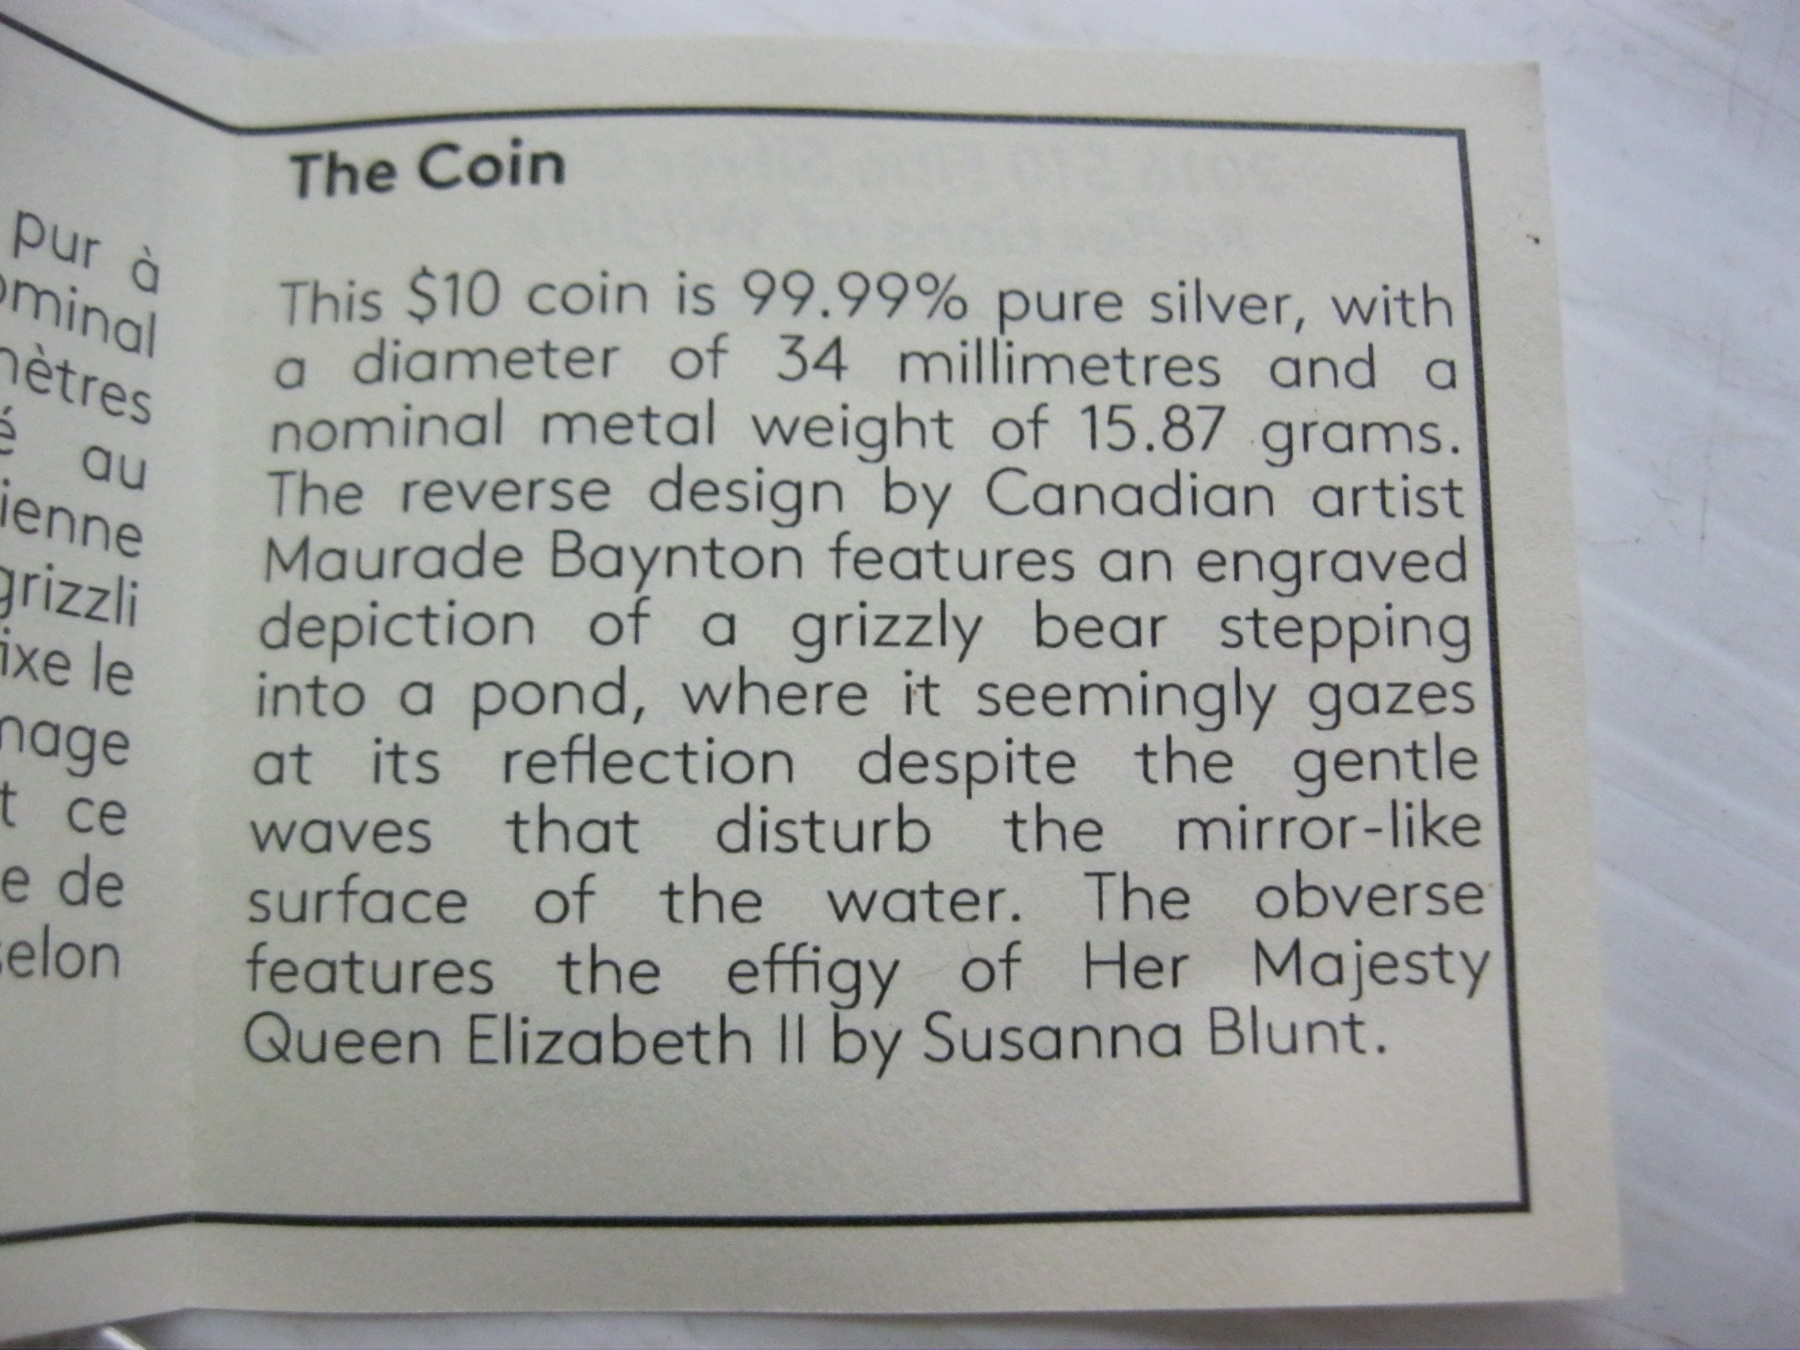 pur à
ominal
mètres
é au
ienne
grizzli
ixe le
mage
t ce
e de
selon
The Coin
This $10 coin is 99.99% pure silver, with
a diameter of 34 millimetres and a
nominal metal weight of 15.87 grams.
The reverse design by Canadian artist
Maurade Baynton features an engraved
depiction of a grizzly bear stepping
into a pond, where it seemingly gazes
at its reflection despite the gentle
waves that disturb the mirror-like
surface of the water. The obverse
features the effigy of Her Majesty
Queen Elizabeth II by Susanna Blunt.